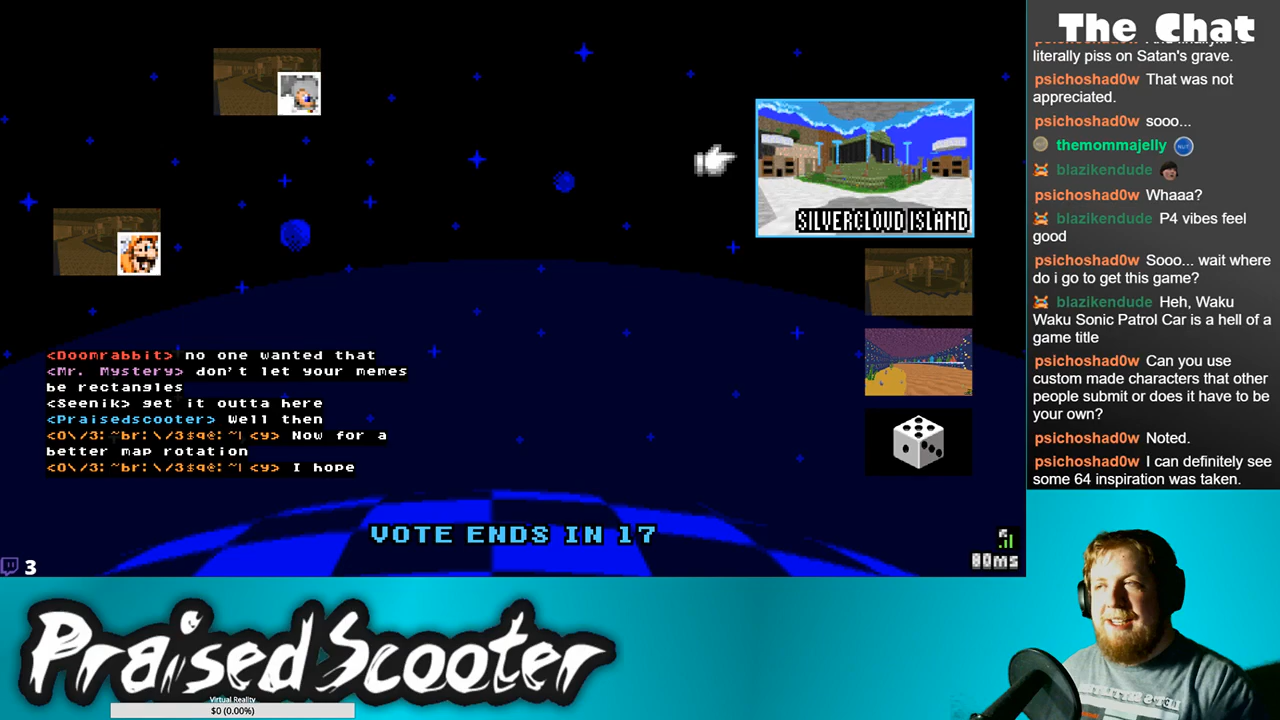 The Chat
literally piss on Satan's grave.
psichoshad0w That was not
appreciated.
psichoshad0w sooo...
themommajelly
blazikendude
psichoshad0w Whaaa?
blazikendude P4 vibes feel
good
psichoshad0w Sooo... wait where
do i go to get this game?
blazikendude Heh, Waku
Waku Sonic Patrol Car is a hell of a
game title
psichoshad0w Can you use
custom made characters that other
people submit or does it have to be
your own?
psichoshad0w Noted.
psichoshad0w I can definitely see
some 64 inspiration was taken.
SILVERCLOUD ISLAND
<Doomrabbit> no one wanted that
<Mr. Mystery> don't let your memes
be rectangles
<Seenik> get it outta here
<Praisedscooter> Well then
Now for a
better map rotation
I hope
VOTE ENDS IN 17
80ms
3
PraisedScooter
Virtual Reality
$0 (0.00%)